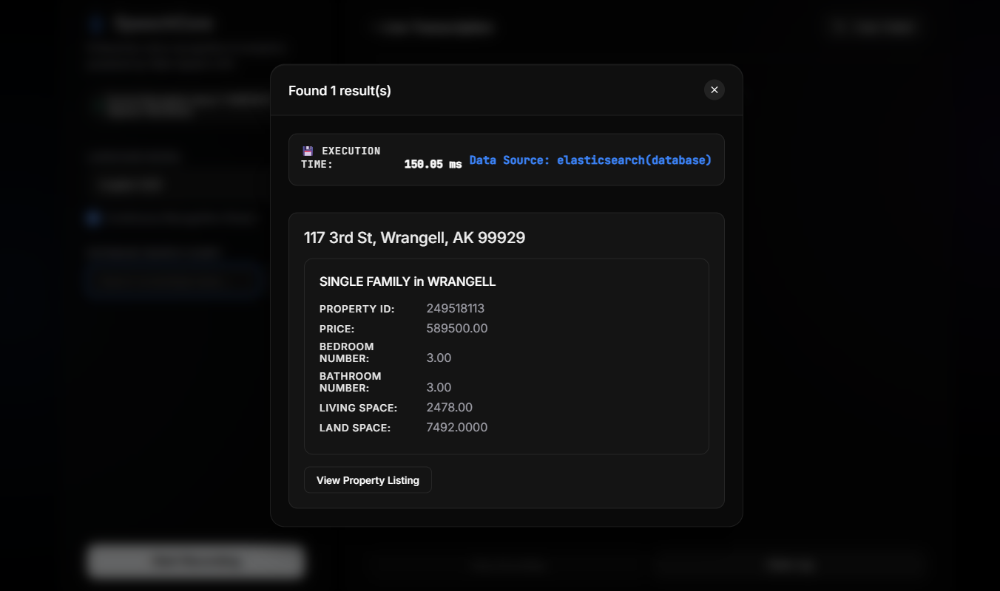 Found 1 result(s)
💾 EXECUTION
TIME:
150.05 ms
Data Source: elasticsearch(database)
117 3rd St, Wrangell, AK 99929
SINGLE FAMILY in WRANGELL
PROPERTY ID: 249518113
PRICE: 589500.00
BEDROOM
NUMBER: 3.00
BATHROOM
NUMBER: 3.00
LIVING SPACE: 2478.00
LAND SPACE: 7492.0000
View Property Listing